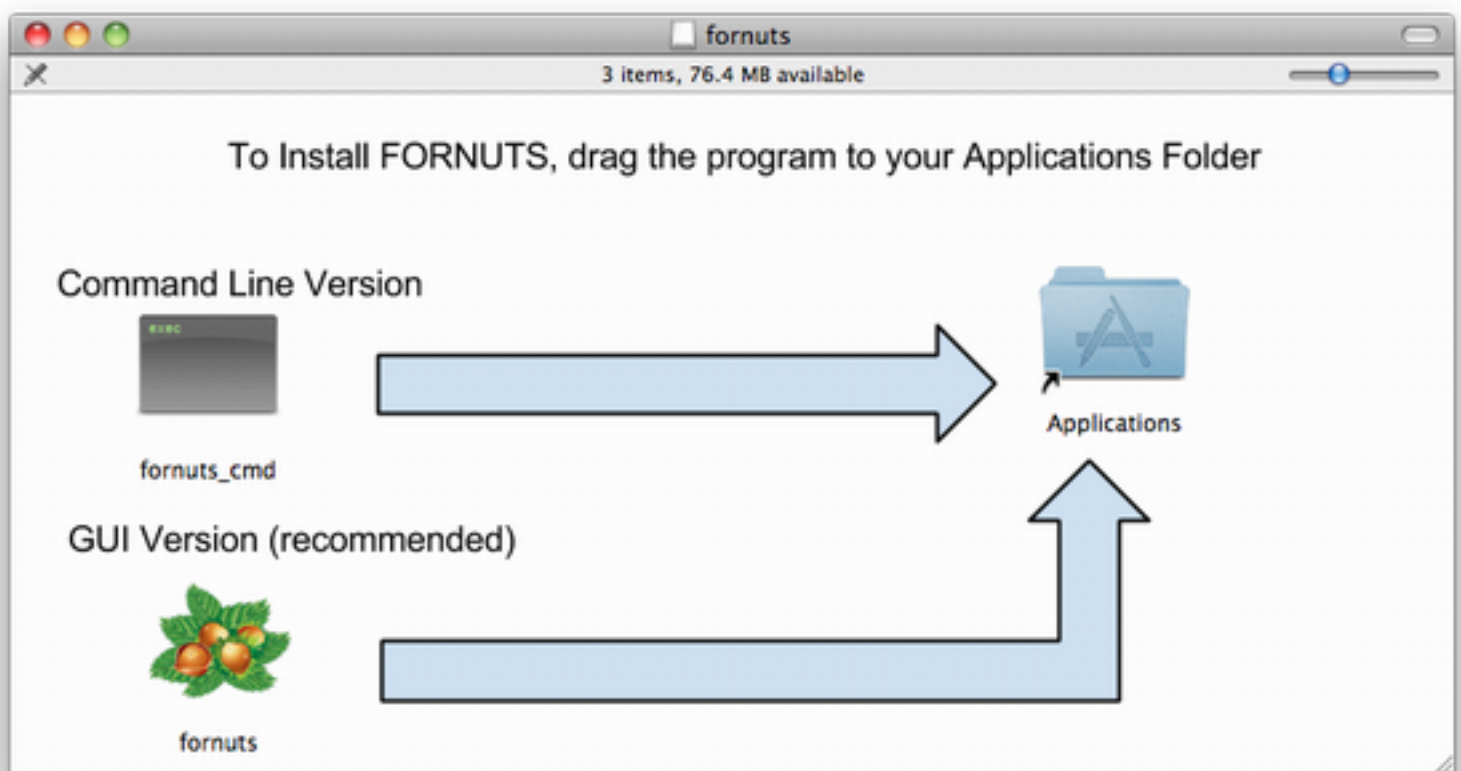 fornuts
3 items, 76.4 MB available
To Install FORNUTS, drag the program to your Applications Folder
Command Line Version
exec
fornuts_cmd
Applications
GUI Version (recommended)
fornuts